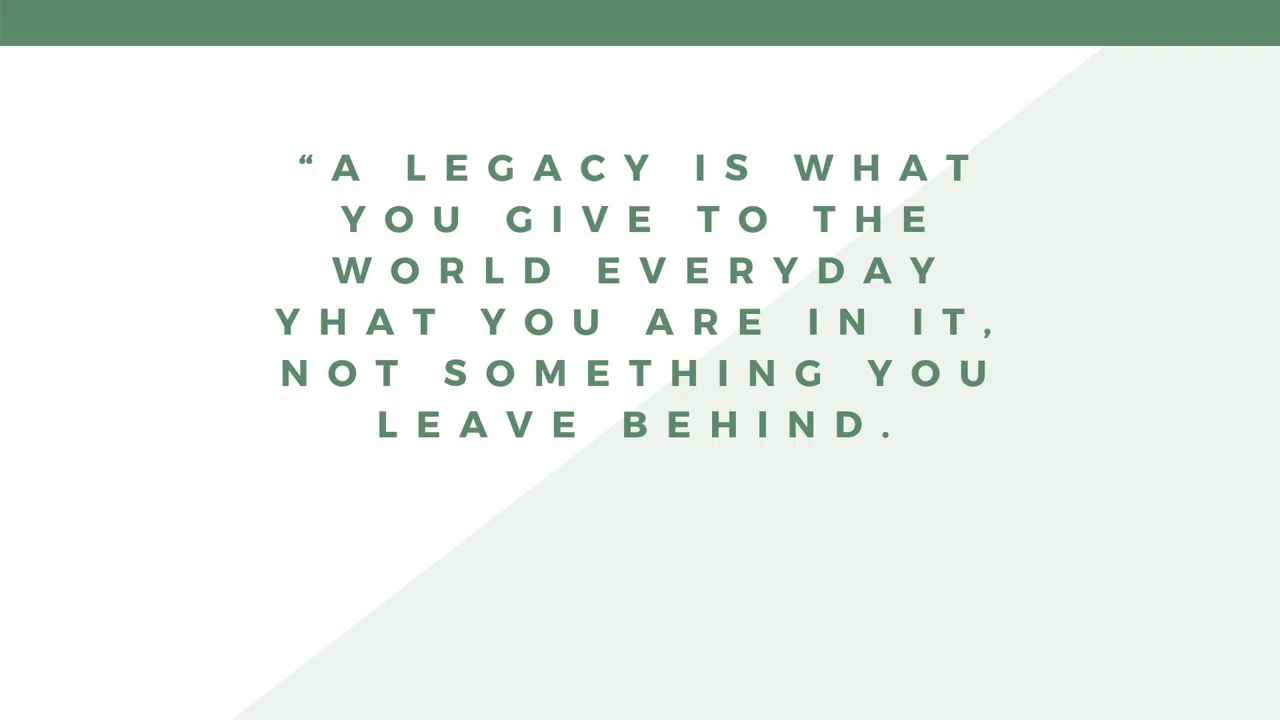 “A LEGACY IS WHAT
YOU GIVE TO THE
WORLD EVERYDAY
YHAT YOU ARE IN IT,
NOT SOMETHING YOU
LEAVE BEHIND.